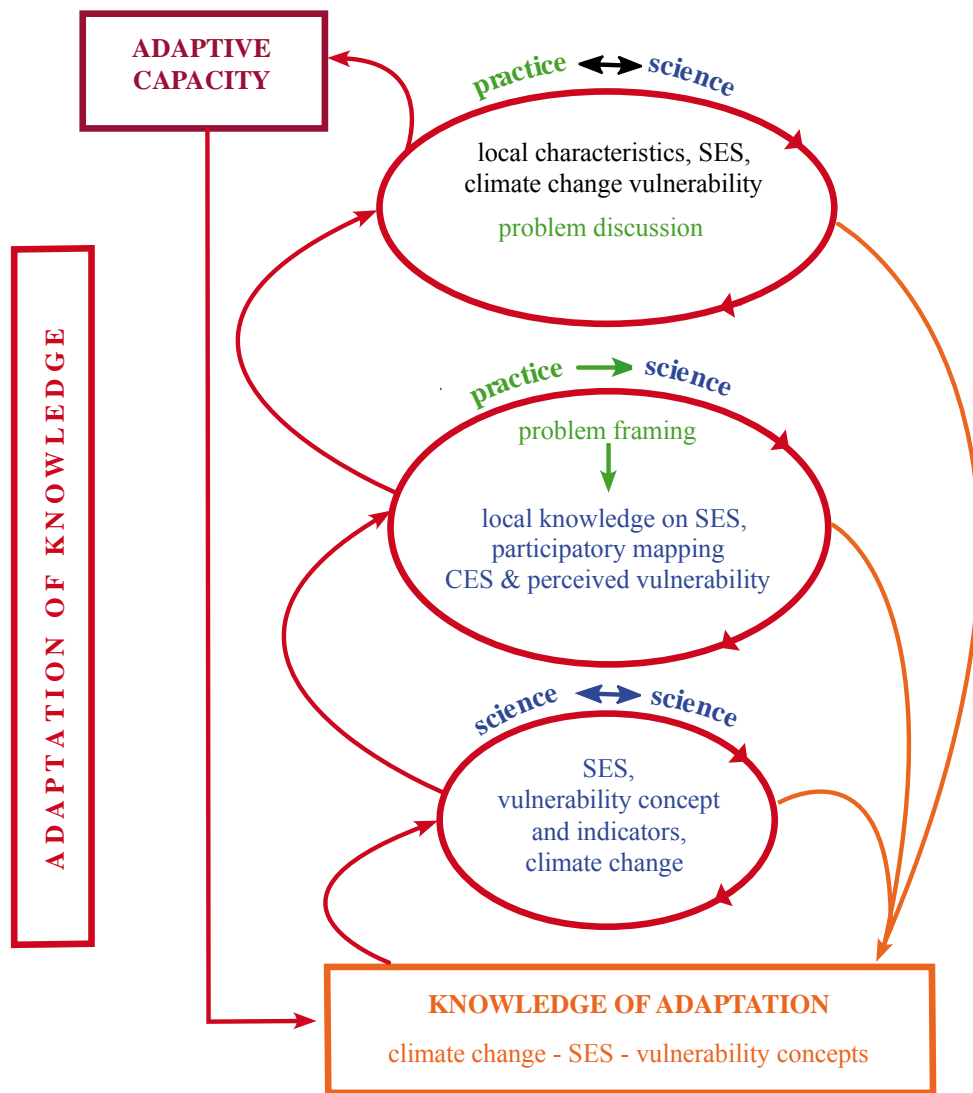 ADAPTIVE
CAPACITY
practice science
local characteristics, SES,
climate change vulnerability
problem discussion
ADAPTATION OF KNOWLEDGE
practice science
problem framing
local knowledge on SES,
participatory mapping
CES & perceived vulnerability
science science
SES,
vulnerability concept
and indicators,
climate change
KNOWLEDGE OF ADAPTATION
climate change - SES - vulnerability concepts